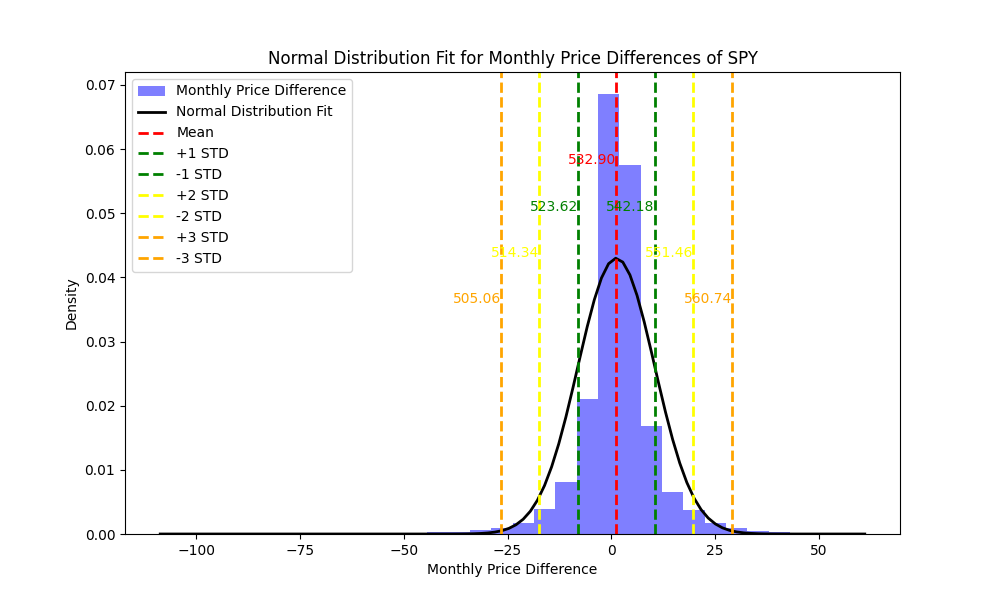 Normal Distribution Fit for Monthly Price Differences of SPY
Monthly Price Difference
Normal Distribution Fit
Mean
+1 STD
-1 STD
+2 STD
-2 STD
+3 STD
-3 STD
532.90
523.62
542.18
514.34
551.46
505.06
560.74
Density
0.07
0.06
0.05
0.04
0.03
0.02
0.01
0.00
−100
−75
−50
−25
0
25
50
Monthly Price Difference